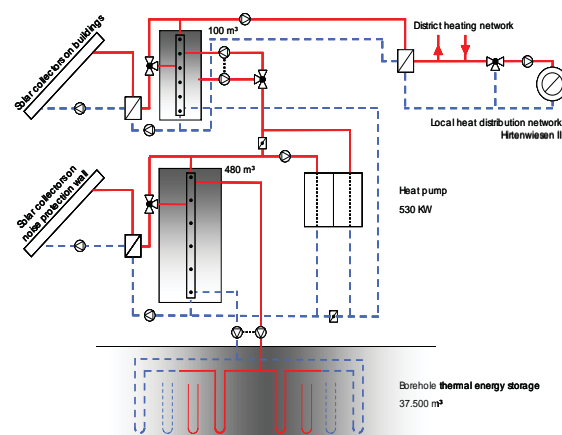 100 m³
District heating network
Solar collectors on buildings
Local heat distribution network
Hirtenwiesen II
480 m³
Solar collectors on
noise protection wall
Heat pump
530 KW
Borehole thermal energy storage
37.500 m³